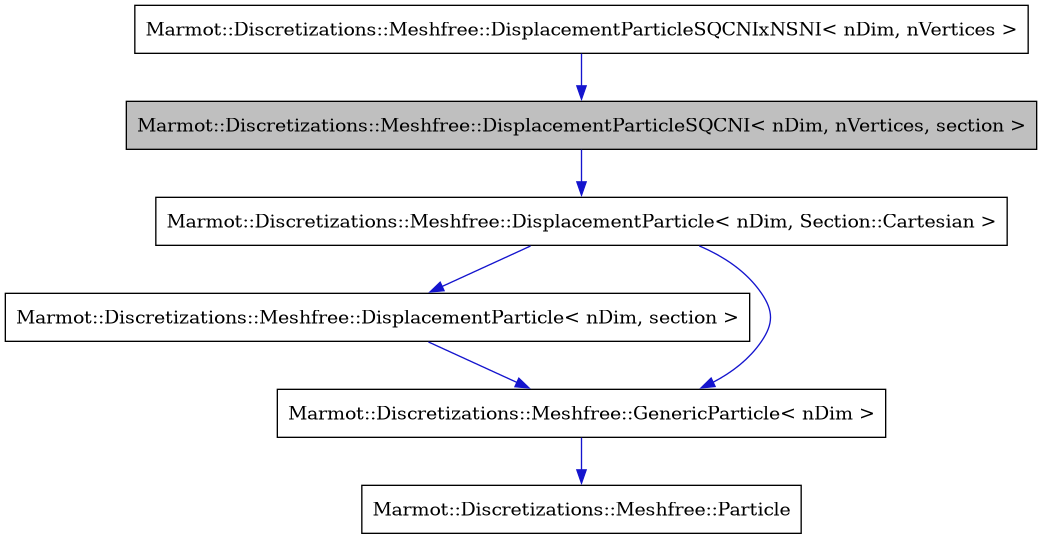 Marmot::Discretizations::Meshfree::DisplacementParticleSQCNIxNSNI< nDim, nVertices >
Marmot::Discretizations::Meshfree::DisplacementParticleSQCNI< nDim, nVertices, section >
Marmot::Discretizations::Meshfree::DisplacementParticle< nDim, Section::Cartesian >
Marmot::Discretizations::Meshfree::DisplacementParticle< nDim, section >
Marmot::Discretizations::Meshfree::GenericParticle< nDim >
Marmot::Discretizations::Meshfree::Particle